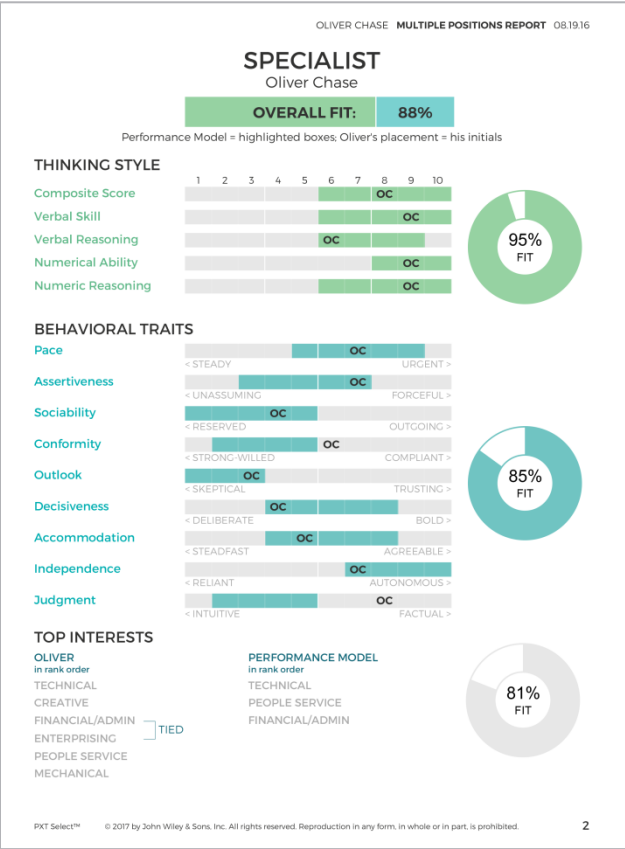 OLIVER CHASE MULTIPLE POSITIONS REPORT 08.19.16
SPECIALIST
Oliver Chase
OVERALL FIT: 88%
Performance Model = highlighted boxes; Oliver's placement = his initials
THINKING STYLE
1 2 3 4 5 6 7 8 9 10
Composite Score OC
Verbal Skill OC
Verbal Reasoning OC
Numerical Ability OC
Numeric Reasoning OC
95%
FIT
BEHAVIORAL TRAITS
Pace OC
< STEADY URGENT >
Assertiveness OC
< UNASSUMING FORCEFUL >
Sociability OC
< RESERVED OUTGOING >
Conformity OC
< STRONG-WILLED COMPLIANT >
Outlook OC
< SKEPTICAL TRUSTING >
Decisiveness OC
< DELIBERATE BOLD >
Accommodation OC
< STEADFAST AGREEABLE >
Independence OC
< RELIANT AUTONOMOUS >
Judgment OC
< INTUITIVE FACTUAL >
85%
FIT
TOP INTERESTS
OLIVER
in rank order
TECHNICAL
CREATIVE
FINANCIAL/ADMIN
ENTERPRISING
TIED
PEOPLE SERVICE
MECHANICAL
PERFORMANCE MODEL
in rank order
TECHNICAL
PEOPLE SERVICE
FINANCIAL/ADMIN
81%
FIT
PXT Select™ © 2017 by John Wiley & Sons, Inc. All rights reserved. Reproduction in any form, in whole or in part, is prohibited. 2